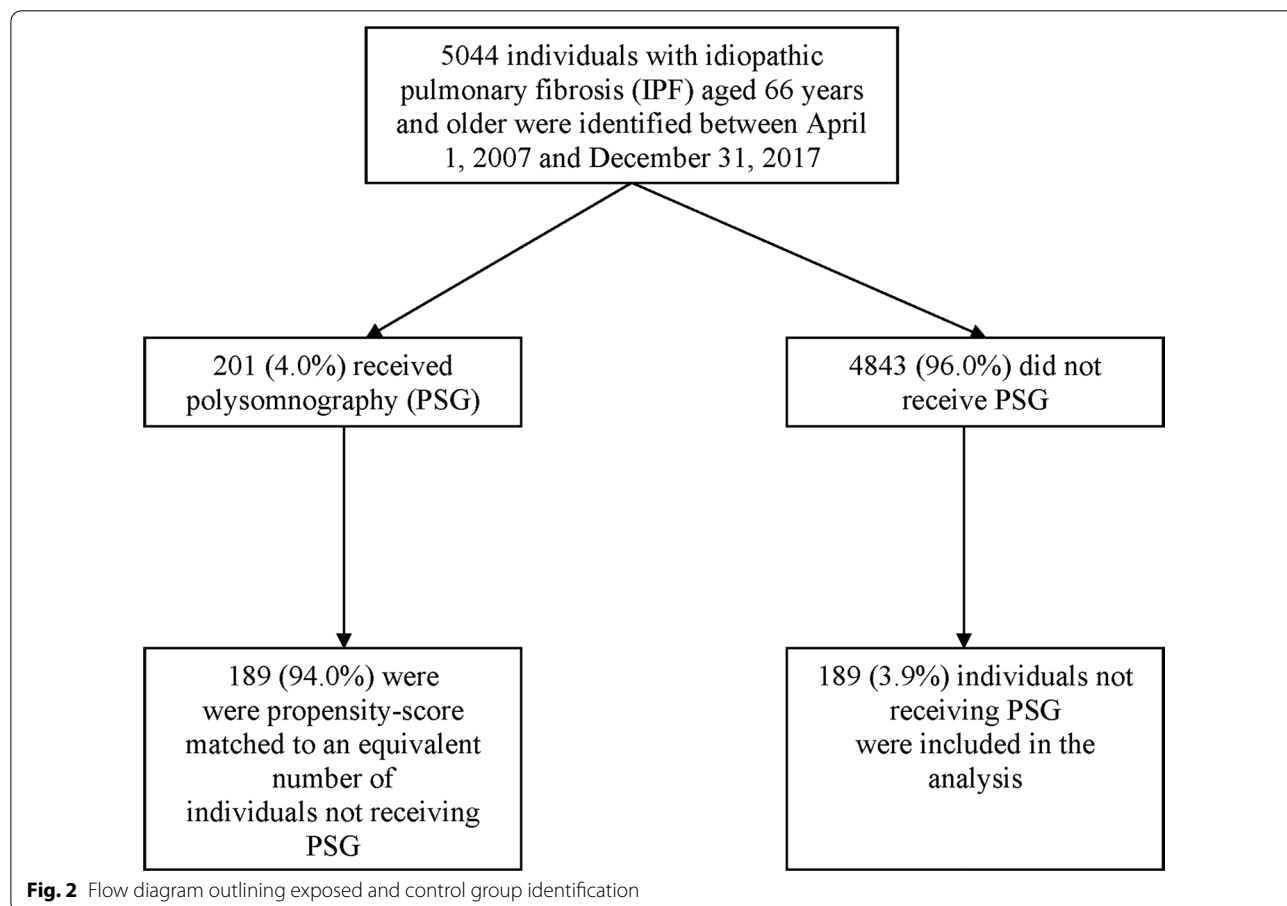 5044 individuals with idiopathic
pulmonary fibrosis (IPF) aged 66 years
and older were identified between April
1, 2007 and December 31, 2017
201 (4.0%) received
polysomnography (PSG)
4843 (96.0%) did not
receive PSG
189 (94.0%) were
were propensity-score
matched to an equivalent
number of
individuals not receiving
PSG
189 (3.9%) individuals not
receiving PSG
were included in the
analysis
Fig. 2 Flow diagram outlining exposed and control group identification